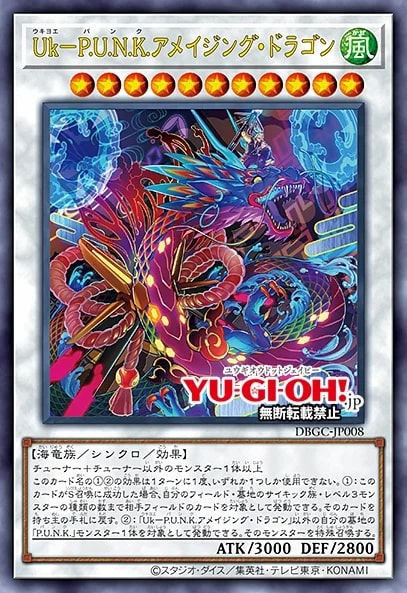 ウキヨエ パンク
Uk－P.U.N.K.アメイジング・ドラゴン
風
ユウギオウドットジェイピー
YU-GI-OH!.jp
無断転載禁止
DBGC-JP008
【海竜族／シンクロ／効果】
チューナー＋チューナー以外のモンスター1体以上
このカード名の①②の効果は1ターンに1度、いずれか1つしか使用できない。①：こ
のカードがS召喚に成功した場合、自分のフィールド・墓地のサイキック族・レベル3モン
スターの種類の数まで相手フィールドのカードを対象として発動できる。そのカードを
持ち主の手札に戻す。②：「Uk－P.U.N.K.アメイジング・ドラゴン」以外の自分の墓地の
「P.U.N.K.」モンスター1体を対象として発動できる。そのモンスターを特殊召喚する。
ATK/3000 DEF/2800
©スタジオ・ダイス／集英社・テレビ東京・KONAMI